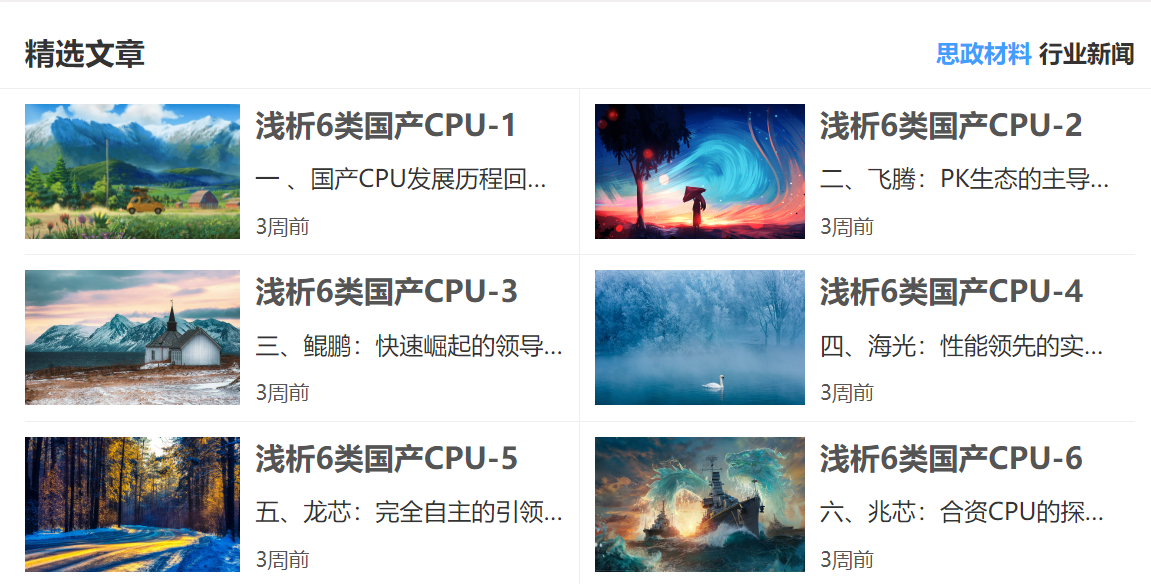 精选文章
思政材料 行业新闻
浅析6类国产CPU-1
一 、国产CPU发展历程回...
3周前
浅析6类国产CPU-2
二、飞腾：PK生态的主导...
3周前
浅析6类国产CPU-3
三、鲲鹏：快速崛起的领导...
3周前
浅析6类国产CPU-4
四、海光：性能领先的实...
3周前
浅析6类国产CPU-5
五、龙芯：完全自主的引领...
3周前
浅析6类国产CPU-6
六、兆芯：合资CPU的探...
3周前